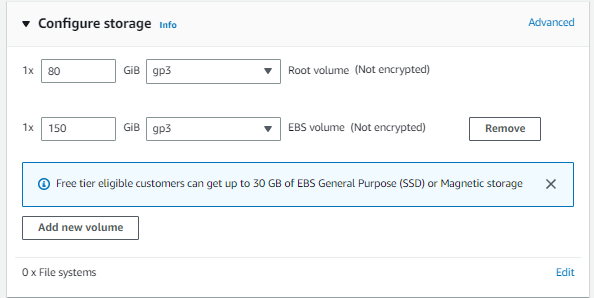 Configure storage Info Advanced
1x 80 GiB gp3 Root volume (Not encrypted)
1x 150 GiB gp3 EBS volume (Not encrypted) Remove
Free tier eligible customers can get up to 30 GB of EBS General Purpose (SSD) or Magnetic storage
Add new volume
0 x File systems Edit